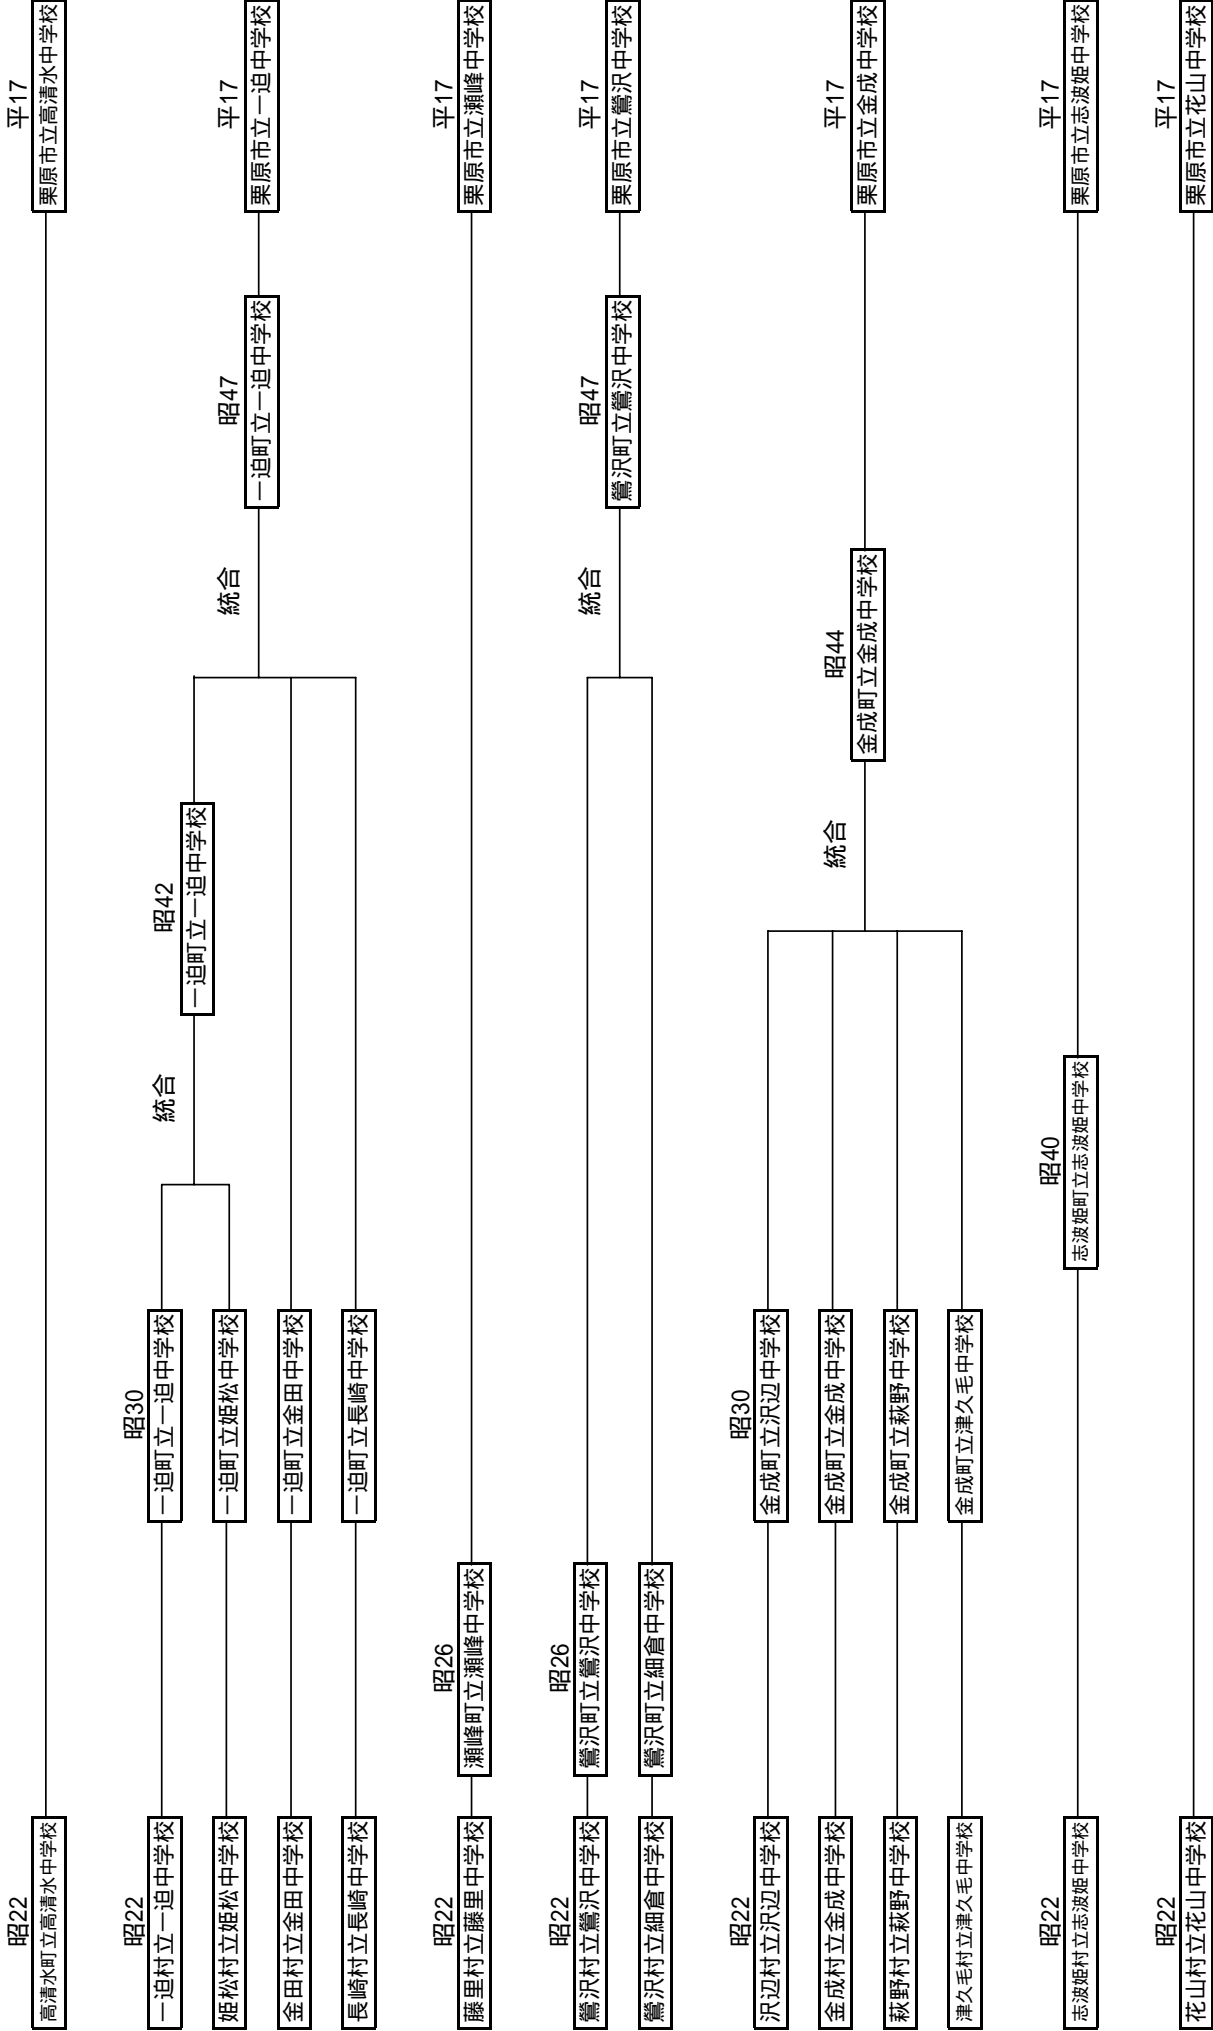 昭22
高清水町立高清水中学校
平17
栗原市立高清水中学校
昭22
一迫村立一迫中学校
昭30
一迫町立一迫中学校
統合
昭42
一迫町立一迫中学校
統合
昭47
一迫町立一迫中学校
平17
栗原市立一迫中学校
姫松村立姫松中学校
一迫町立姫松中学校
金田村立金田中学校
一迫町立金田中学校
長崎村立長崎中学校
一迫町立長崎中学校
昭22
藤里村立藤里中学校
昭26
瀬峰町立瀬峰中学校
平17
栗原市立瀬峰中学校
昭22
鶯沢村立鶯沢中学校
昭26
鶯沢町立鶯沢中学校
統合
昭47
鶯沢町立鶯沢中学校
平17
栗原市立鶯沢中学校
鶯沢村立細倉中学校
鶯沢町立細倉中学校
昭22
沢辺村立沢辺中学校
昭30
金成町立沢辺中学校
統合
昭44
金成町立金成中学校
平17
栗原市立金成中学校
金成村立金成中学校
金成町立金成中学校
萩野村立萩野中学校
金成町立萩野中学校
津久毛村立津久毛中学校
金成町立津久毛中学校
昭22
志波姫村立志波姫中学校
昭40
志波姫町立志波姫中学校
平17
栗原市立志波姫中学校
昭22
花山村立花山中学校
平17
栗原市立花山中学校